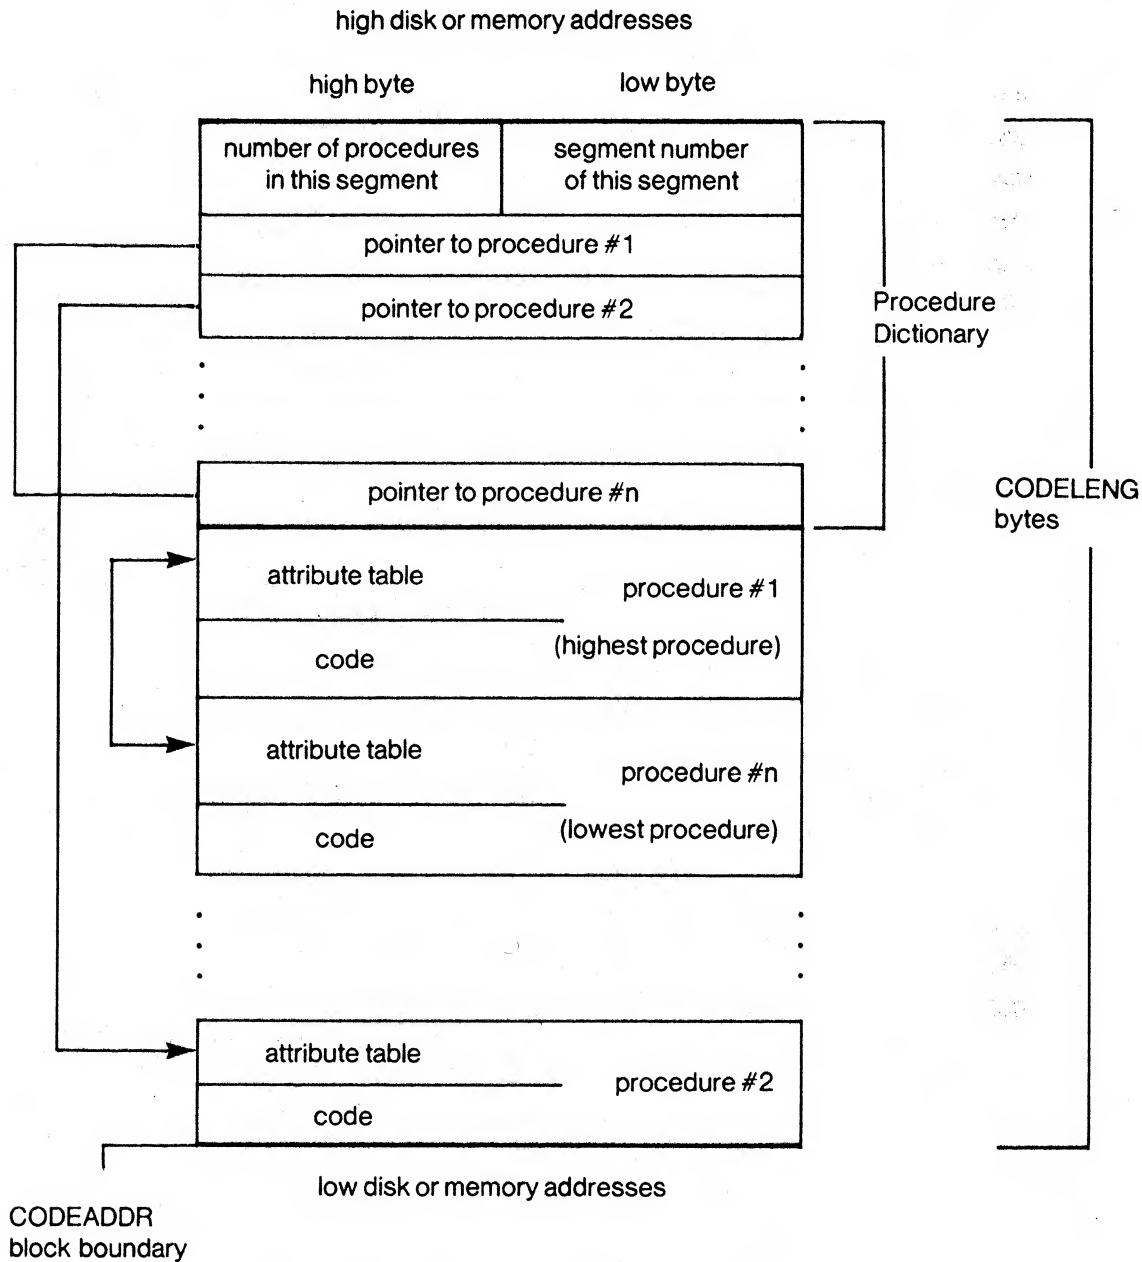 high disk or memory addresses
high byte
low byte
number of procedures
in this segment
segment number
of this segment
pointer to procedure #1
pointer to procedure #2
Procedure
Dictionary
pointer to procedure #n
CODELENG
bytes
attribute table
procedure #1
(highest procedure)
code
attribute table
procedure #n
(lowest procedure)
code
attribute table
procedure #2
code
low disk or memory addresses
CODEADDR
block boundary